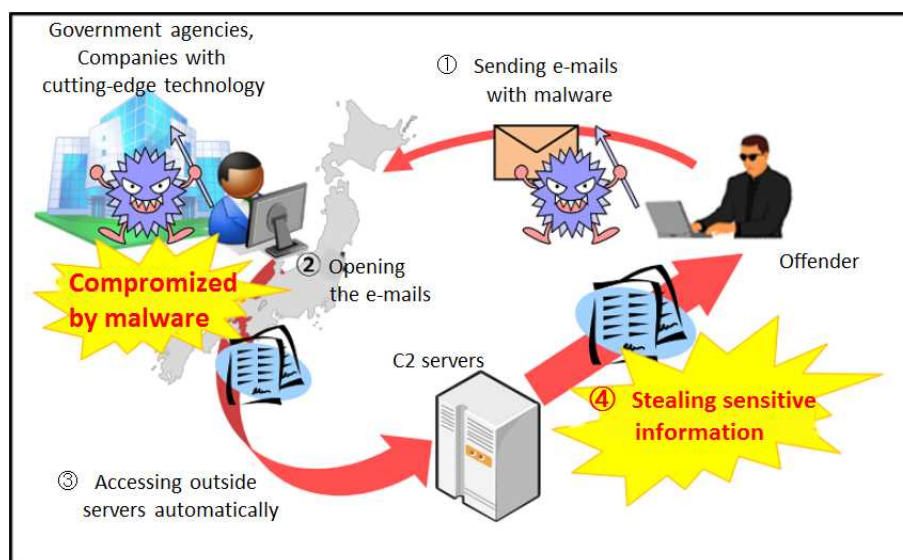 Government agencies,
Companies with
cutting-edge technology
① Sending e-mails
with malware
Offender
② Opening
the e-mails
Compromized
by malware
C2 servers
④ Stealing sensitive
information
③ Accessing outside
servers automatically